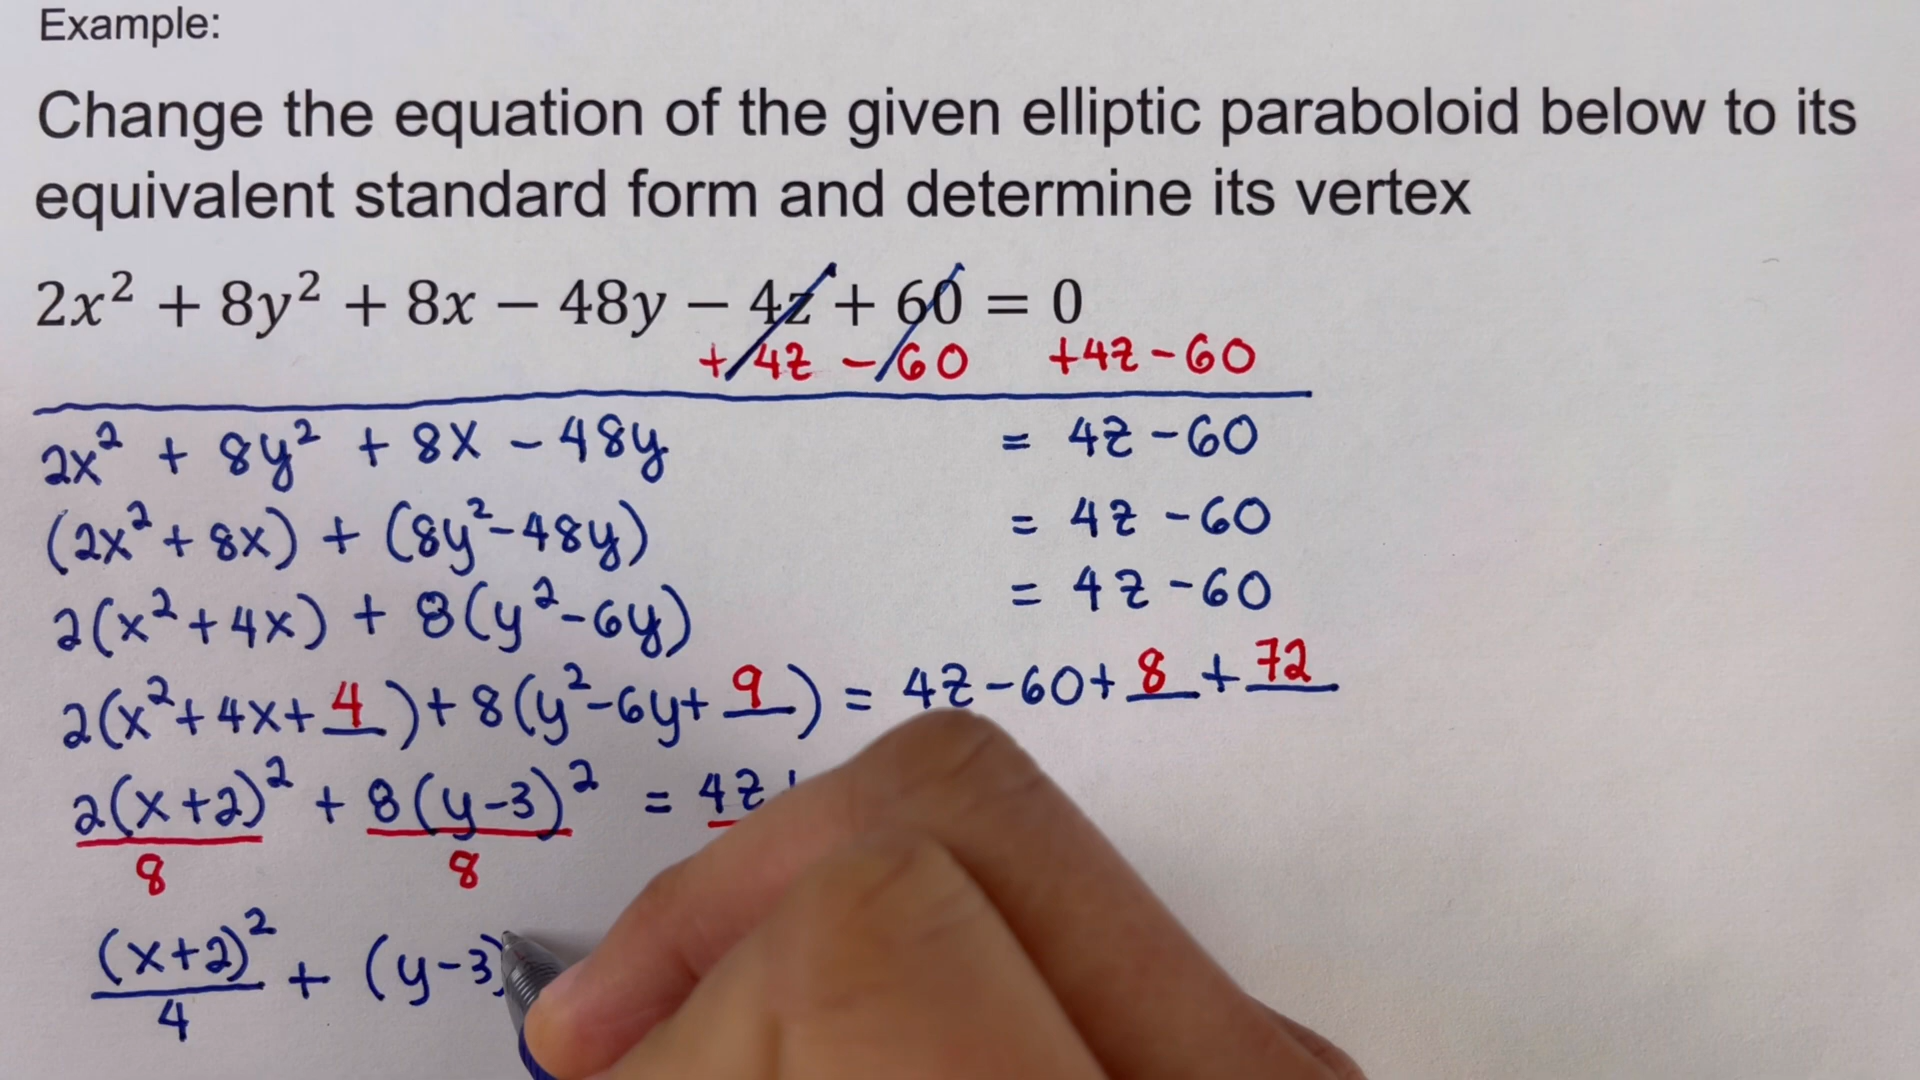 Example:
Change the equation of the given elliptic paraboloid below to its
equivalent standard form and determine its vertex
2x² + 8y² + 8x − 48y − 4z + 60 = 0
+ 4z − 60 +4z − 60
2x² + 8y² + 8x − 48y = 4z − 60
(2x² + 8x) + (8y² − 48y) = 4z − 60
2(x² + 4x) + 8(y² − 6y) = 4z − 60
2(x² + 4x + 4) + 8(y² − 6y + 9) = 4z − 60 + 8 + 72
2(x+2)² + 8(y−3)² = 4z
8 8
(x+2)² + (y−3)
4